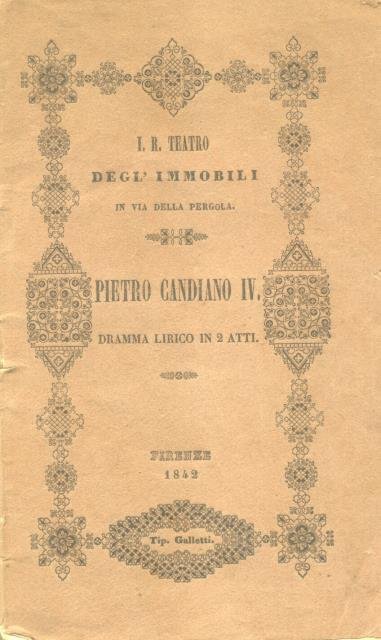 I. R. TEATRO
DEGL' IMMOBILI
IN VIA DELLA PERGOLA.
PIETRO CANDIANO IV.
DRAMMA LIRICO IN 2 ATTI.
FIRENZE
1842
Tip. Galletti.